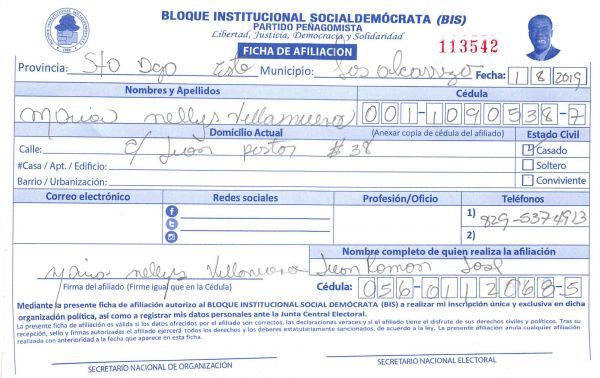 BLOQUE INSTITUCIONAL SOCIALDEMÓCRATA (BIS)
PARTIDO PEÑAGOMISTA
Libertad, Justicia, Democracia y Solidaridad
FICHA DE AFILIACION
113542
Provincia: Sto Dgo Este Municipio: Los alcarrizo Fecha: 1 8 2019
Nombres y Apellidos Cédula
Maria nellys Villanueva 001-1090538-7
Domicilio Actual (Anexar copia de cédula del afiliado) Estado Civil
Calle: C/ Juan pastor # 38 Casado
#Casa / Apt. / Edificio: Soltero
Barrio / Urbanización: Conviviente
Correo electrónico Redes sociales Profesión/Oficio Teléfonos
1) 829-5374923
2)
Nombre completo de quien realiza la afiliación
Maria nellys Villanueva Juan Ramon Jose
Firma del afiliado (Firme igual que en la Cédula) Cédula: 056-0112068-5
Mediante la presente ficha de afiliación autorizo al BLOQUE INSTITUCIONAL SOCIAL DEMÓCRATA (BIS) a realizar mi inscripción única y exclusiva en dicha
organización política, así como a registrar mis datos personales ante la Junta Central Electoral.
La presente ficha de afiliación es válida si los datos ofrecidos por el afiliado son correctos, las declaraciones veraces y si el afiliado tiene el disfrute de sus derechos civiles y políticos. Tras su
recepción, sello y firmas autorizadas el afiliado ejercerá todos los derechos y los deberes estatutariamente sancionados, de acuerdo a la ley. La presente afiliación anula cualquier afiliación
realizada con anterioridad a la fecha que aparece en esta ficha.
SECRETARIO NACIONAL DE ORGANIZACIÓN SECRETARIO NACIONAL ELECTORAL